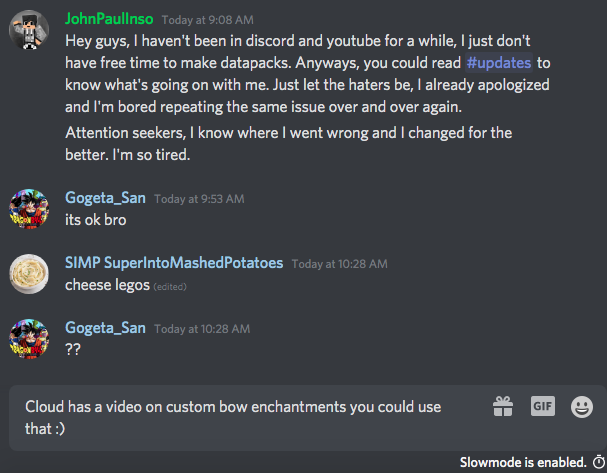 JohnPaulInso Today at 9:08 AM
Hey guys, I haven't been in discord and youtube for a while, I just don't
have free time to make datapacks. Anyways, you could read #updates to
know what's going on with me. Just let the haters be, I already apologized
and I'm bored repeating the same issue over and over again.
Attention seekers, I know where I went wrong and I changed for the
better. I'm so tired.
Gogeta_San Today at 9:53 AM
its ok bro
SIMP SuperIntoMashedPotatoes Today at 10:28 AM
cheese legos (edited)
Gogeta_San Today at 10:28 AM
??
Cloud has a video on custom bow enchantments you could use
that :)
GIF
Slowmode is enabled.